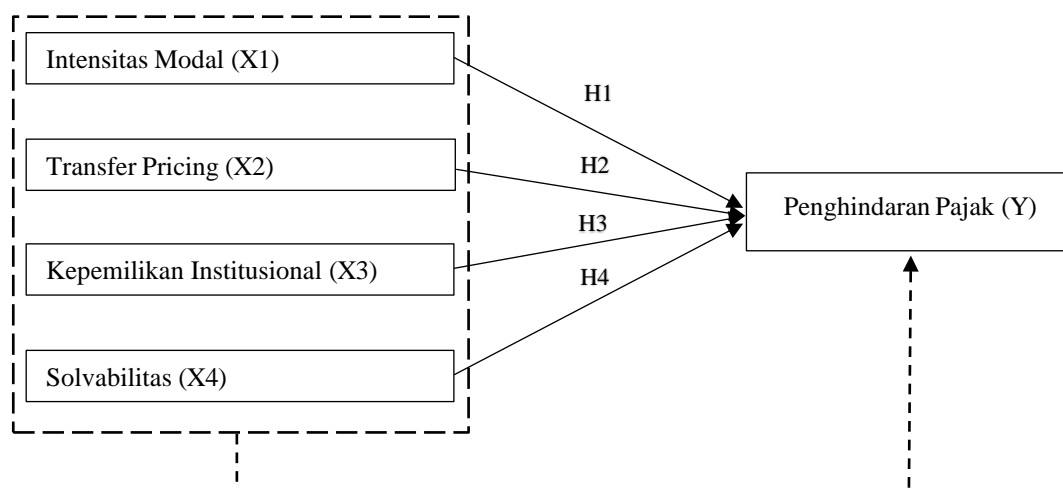 Intensitas Modal (X1)
H1
Transfer Pricing (X2)
H2
Penghindaran Pajak (Y)
H3
Kepemilikan Institusional (X3)
H4
Solvabilitas (X4)